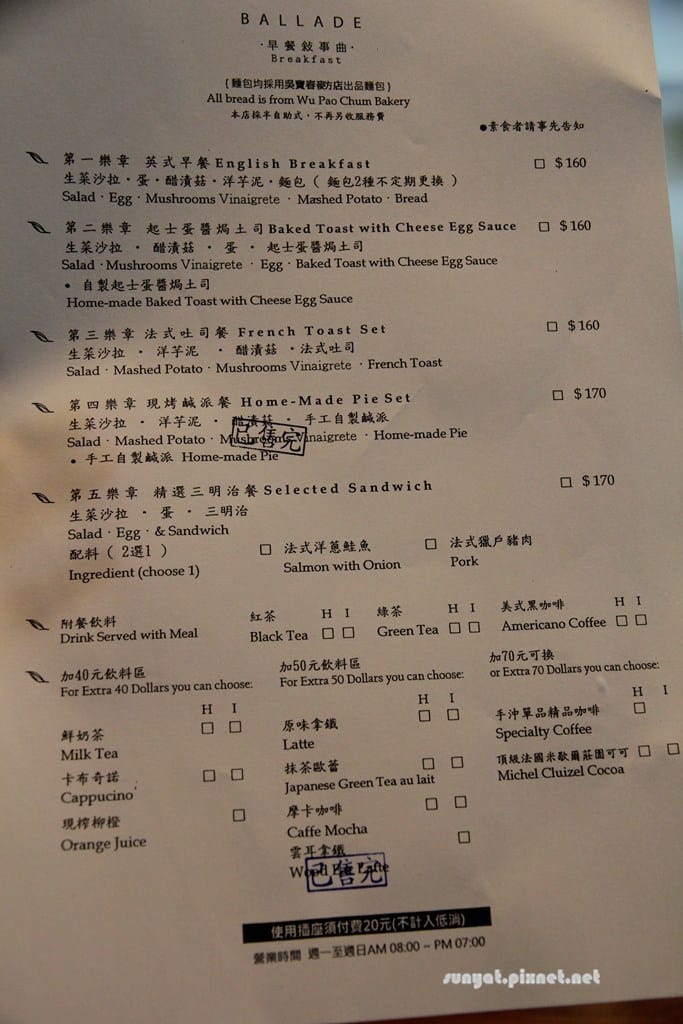 BALLADE
·早餐敍事曲·
Breakfast
{麵包均採用吳寶春麥方店出品麵包}
All bread is from Wu Pao Chum Bakery
本店採半自助式，不再另收服務費
●素食者請事先告知
第一樂章 英式早餐 English Breakfast □ $160
生菜沙拉·蛋·醋漬菇·洋芋泥·麵包（麵包2種不定期更換）
Salad · Egg · Mushrooms Vinaigrete · Mashed Potato · Bread
第二樂章 起士蛋醬焗土司 Baked Toast with Cheese Egg Sauce □ $160
生菜沙拉 · 醋漬菇 · 蛋 · 起士蛋醬焗土司
Salad · Mushrooms Vinaigrete · Egg · Baked Toast with Cheese Egg Sauce
• 自製起士蛋醬焗土司
Home-made Baked Toast with Cheese Egg Sauce
第三樂章 法式吐司餐 French Toast Set □ $160
生菜沙拉 · 洋芋泥 · 醋漬菇 · 法式吐司
Salad · Mashed Potato · Mushrooms Vinaigrete · French Toast
第四樂章 現烤鹹派餐 Home-Made Pie Set □ $170
生菜沙拉 · 洋芋泥 · 醋漬菇 · 手工自製鹹派
Salad · Mashed Potato · Mushrooms Vinaigrete · Home-made Pie
已售完
• 手工自製鹹派 Home-made Pie
第五樂章 精選三明治餐 Selected Sandwich □ $170
生菜沙拉 · 蛋 · 三明治
Salad · Egg · & Sandwich
配料（2選1） □ 法式洋蔥鮭魚 □ 法式獵戶豬肉
Ingredient (choose 1) Salmon with Onion Pork
附餐飲料 紅茶 H I 綠茶 H I 美式黑咖啡 H I
Drink Served with Meal Black Tea □ □ Green Tea □ □ Americano Coffee □ □
加40元飲料區
For Extra 40 Dollars you can choose:
H I
鮮奶茶 □ □
Milk Tea
卡布奇諾 □ □
Cappucino
現榨柳橙 □
Orange Juice
加50元飲料區
For Extra 50 Dollars you can choose:
H I
原味拿鐵 □ □
Latte
抹茶歐蕾 □ □
Japanese Green Tea au lait
摩卡咖啡 □ □
Caffe Mocha
雲耳拿鐵 □
Wood Ear Latte
已售完
加70元可換
or Extra 70 Dollars you can choose:
H I
手沖單品精品咖啡 □
Specialty Coffee
頂級法國米歇爾莊園可可 □ □
Michel Cluizel Cocoa
使用插座須付費20元(不計入低消)
營業時間 週一至週日AM 08:00 ~ PM 07:00
sunyat.pixnet.net